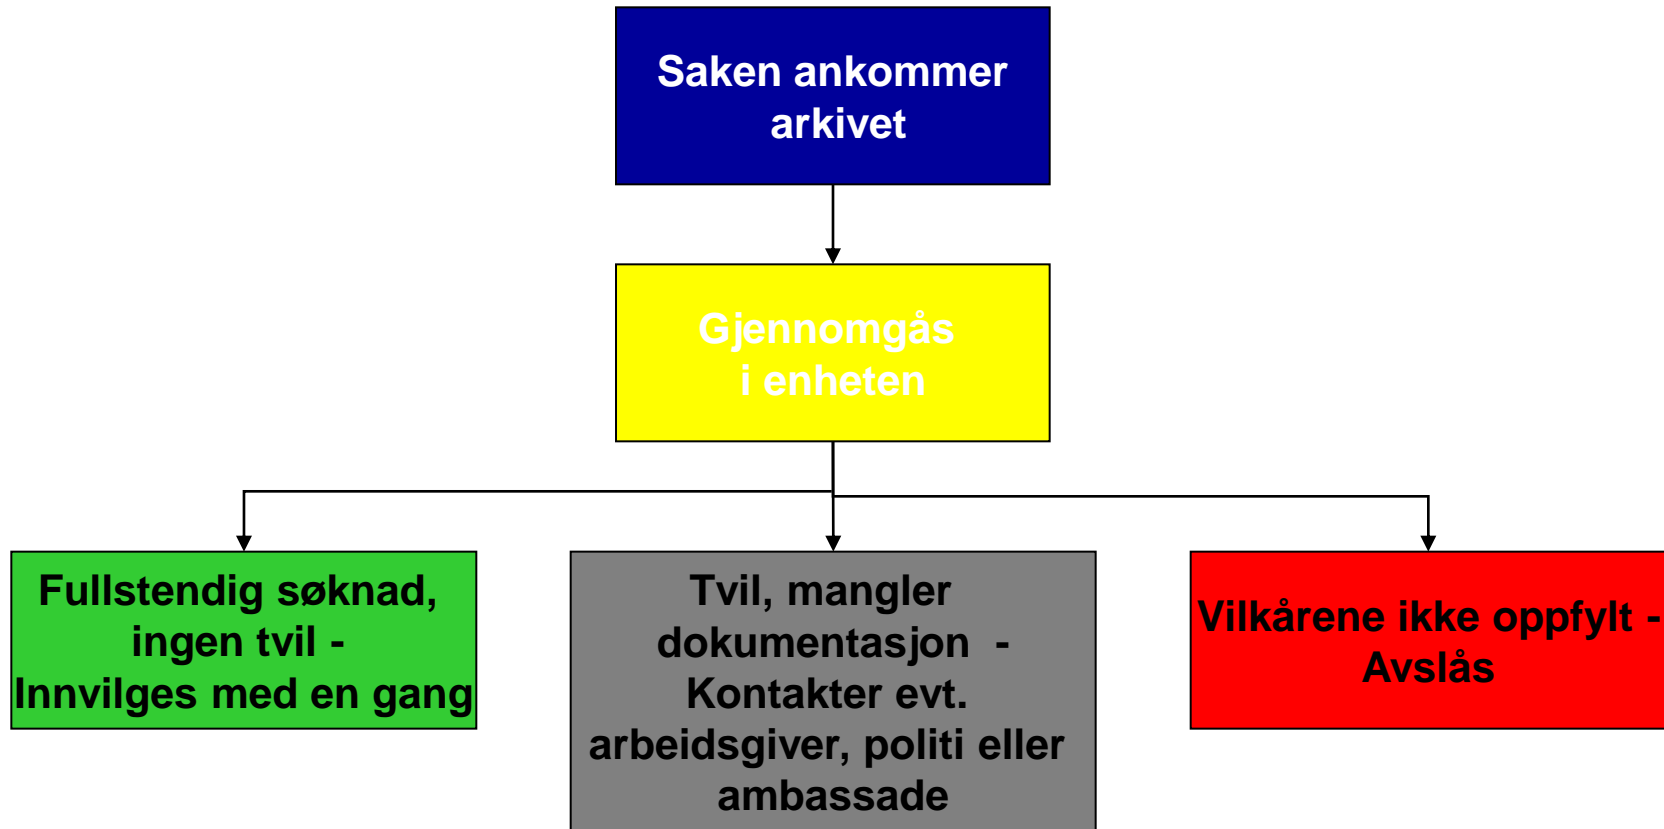 Saken ankommer
arkivet
Gjennomgås
i enheten
Fullstendig søknad,
ingen tvil -
Innvilges med en gang
Tvil, mangler
dokumentasjon -
Kontakter evt.
arbeidsgiver, politi eller
ambassade
Vilkårene ikke oppfylt -
Avslås